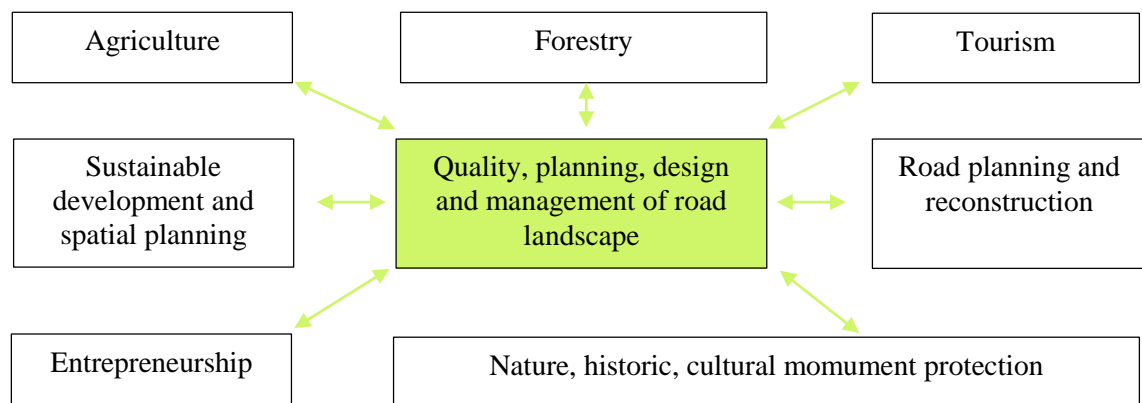 Agriculture
Forestry
Tourism
Sustainable
development and
spatial planning
Quality, planning, design
and management of road
landscape
Road planning and
reconstruction
Entrepreneurship
Nature, historic, cultural momument protection